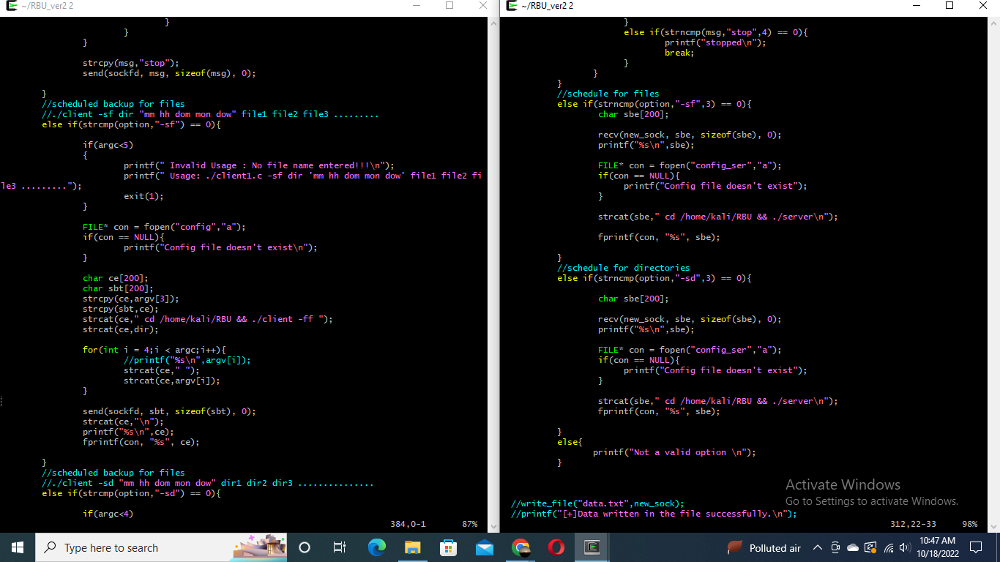 ~/RBU_ver2 2
}
}
}
strcpy(msg,"stop");
send(sockfd, msg, sizeof(msg), 0);
}
//scheduled backup for files
//./client -sf dir "mm hh dom mon dow" file1 file2 file3 .........
else if(strcmp(option,"-sf") == 0){
if(argc<5)
{
printf(" Invalid Usage : No file name entered!!!\n");
printf(" Usage: ./client1.c -sf dir 'mm hh dom mon dow' file1 file2 fi
le3 .........");
exit(1);
}
FILE* con = fopen("config","a");
if(con == NULL){
printf("Config file doesn't exist\n");
}
char ce[200];
char sbt[200];
strcpy(ce,argv[3]);
strcpy(sbt,ce);
strcat(ce," cd /home/kali/RBU && ./client -ff ");
strcat(ce,dir);
for(int i = 4;i < argc;i++){
//printf("%s\n",argv[i]);
strcat(ce," ");
strcat(ce,argv[i]);
}
send(sockfd, sbt, sizeof(sbt), 0);
strcat(ce,"\n");
printf("%s\n",ce);
fprintf(con, "%s", ce);
}
//scheduled backup for files
//./client -sd "mm hh dom mon dow" dir1 dir2 dir3 ...............
else if(strcmp(option,"-sd") == 0){
if(argc<4)
384,0-1 87%
~/RBU_ver2 2
}
else if(strncmp(msg,"stop",4) == 0){
printf("stopped\n");
break;
}
}
}
//schedule for files
else if(strncmp(option,"-sf",3) == 0){
char sbe[200];
recv(new_sock, sbe, sizeof(sbe), 0);
printf("%s\n",sbe);
FILE* con = fopen("config_ser","a");
if(con == NULL){
printf("Config file doesn't exist");
}
strcat(sbe," cd /home/kali/RBU && ./server\n");
fprintf(con, "%s", sbe);
}
//schedule for directories
else if(strncmp(option,"-sd",3) == 0){
char sbe[200];
recv(new_sock, sbe, sizeof(sbe), 0);
printf("%s\n",sbe);
FILE* con = fopen("config_ser","a");
if(con == NULL){
printf("Config file doesn't exist");
}
strcat(sbe," cd /home/kali/RBU && ./server\n");
fprintf(con, "%s", sbe);
}
else{
printf("Not a valid option \n");
}
//write_file("data.txt",new_sock);
//printf("[+]Data written in the file successfully.\n");
312,22-33 98%
Activate Windows
Go to Settings to activate Windows.
Type here to search
Polluted air
10:47 AM
10/18/2022